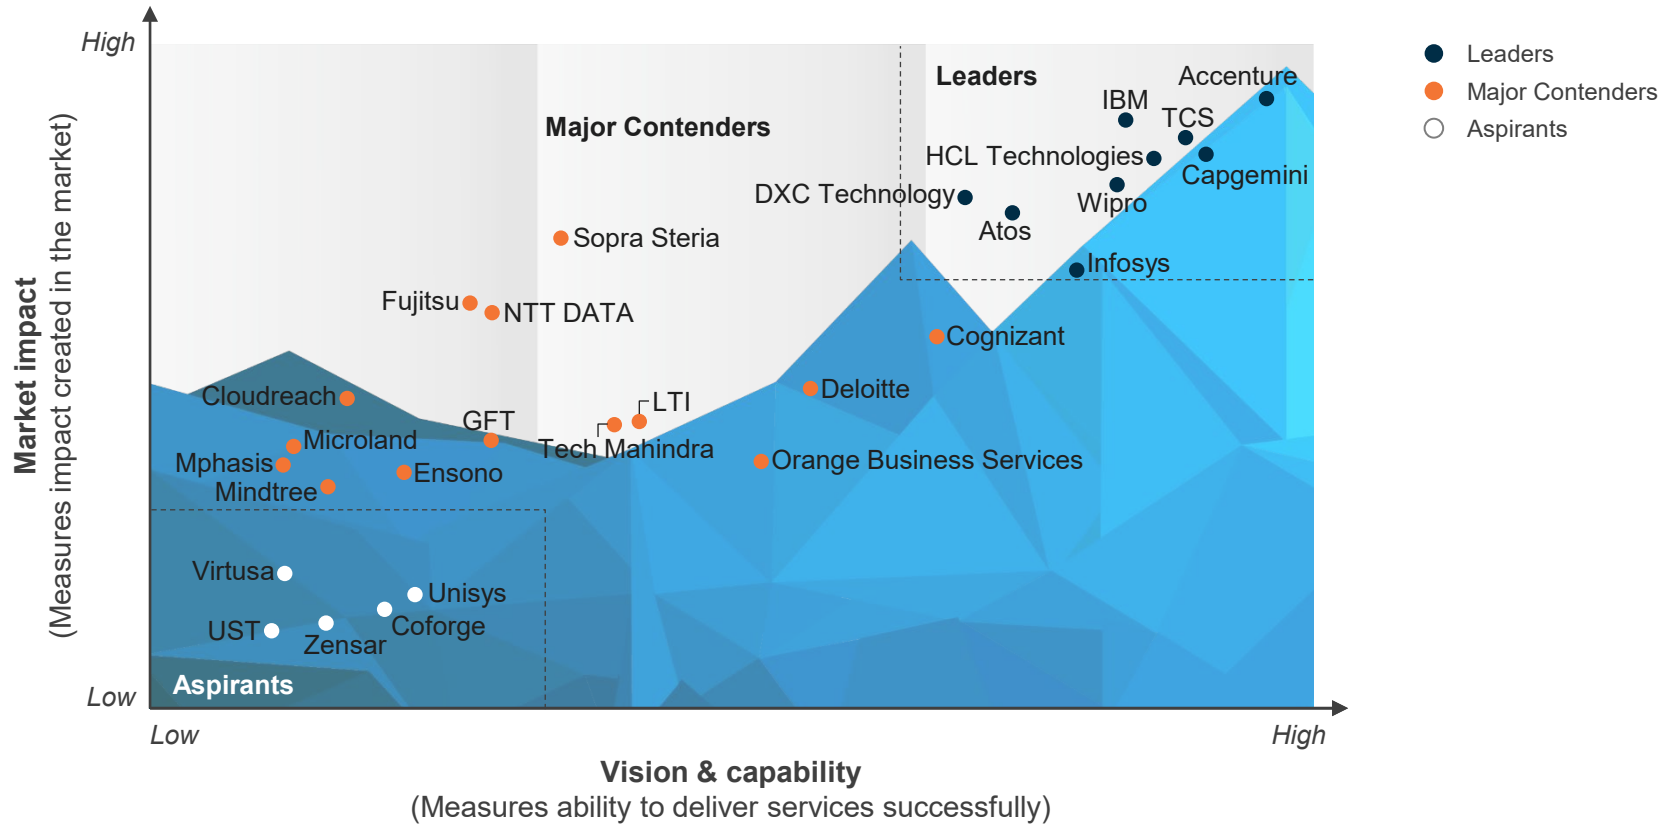 High
Leaders
Major Contenders
Aspirants
Leaders
Accenture
IBM
TCS
Major Contenders
HCL Technologies
Capgemini
DXC Technology
Wipro
Atos
Sopra Steria
Infosys
Fujitsu
NTT DATA
Cognizant
Deloitte
Cloudreach
LTI
GFT
Microland
Tech Mahindra
Mphasis
Orange Business Services
Ensono
Mindtree
Virtusa
Unisys
UST
Coforge
Zensar
Aspirants
Low
Market impact
(Measures impact created in the market)
Low
High
Vision & capability
(Measures ability to deliver services successfully)